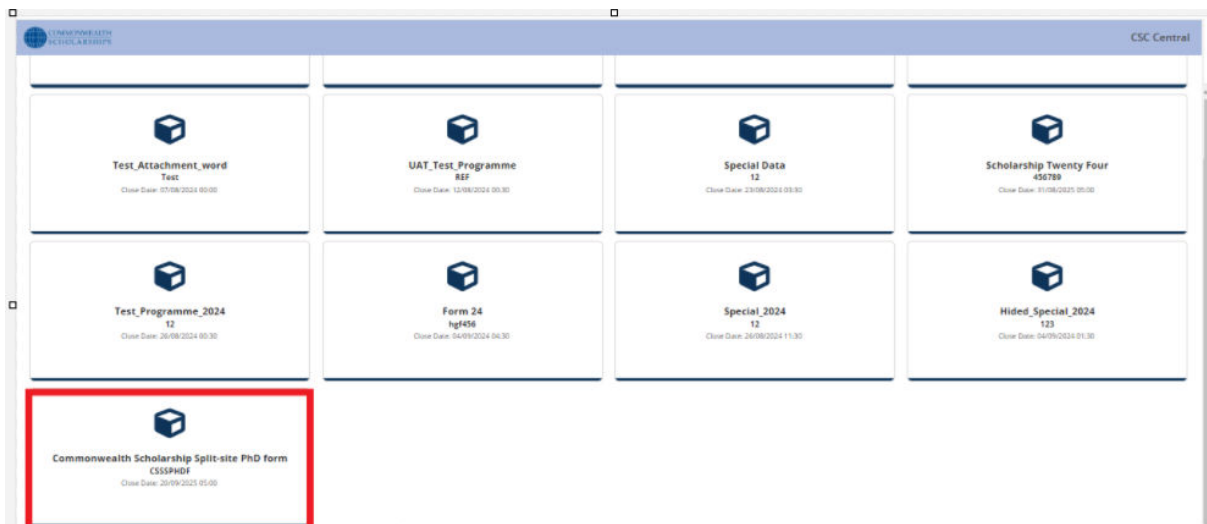 COMMONWEALTH
SCHOLARSHIPS
CSC Central
Test_Attachment_word
Test
Close Date: 07/08/2024 00:00
UAT_Test_Programme
REF
Close Date: 12/08/2024 00:30
Special Data
12
Close Date: 23/08/2024 03:30
Scholarship Twenty Four
456789
Close Date: 31/08/2025 05:00
Test_Programme_2024
12
Close Date: 26/08/2024 00:30
Form 24
hgf456
Close Date: 04/09/2024 04:30
Special_2024
12
Close Date: 26/08/2024 11:30
Hided_Special_2024
123
Close Date: 04/09/2024 01:30
Commonwealth Scholarship Split-site PhD form
CSSSPHDF
Close Date: 20/09/2025 05:00